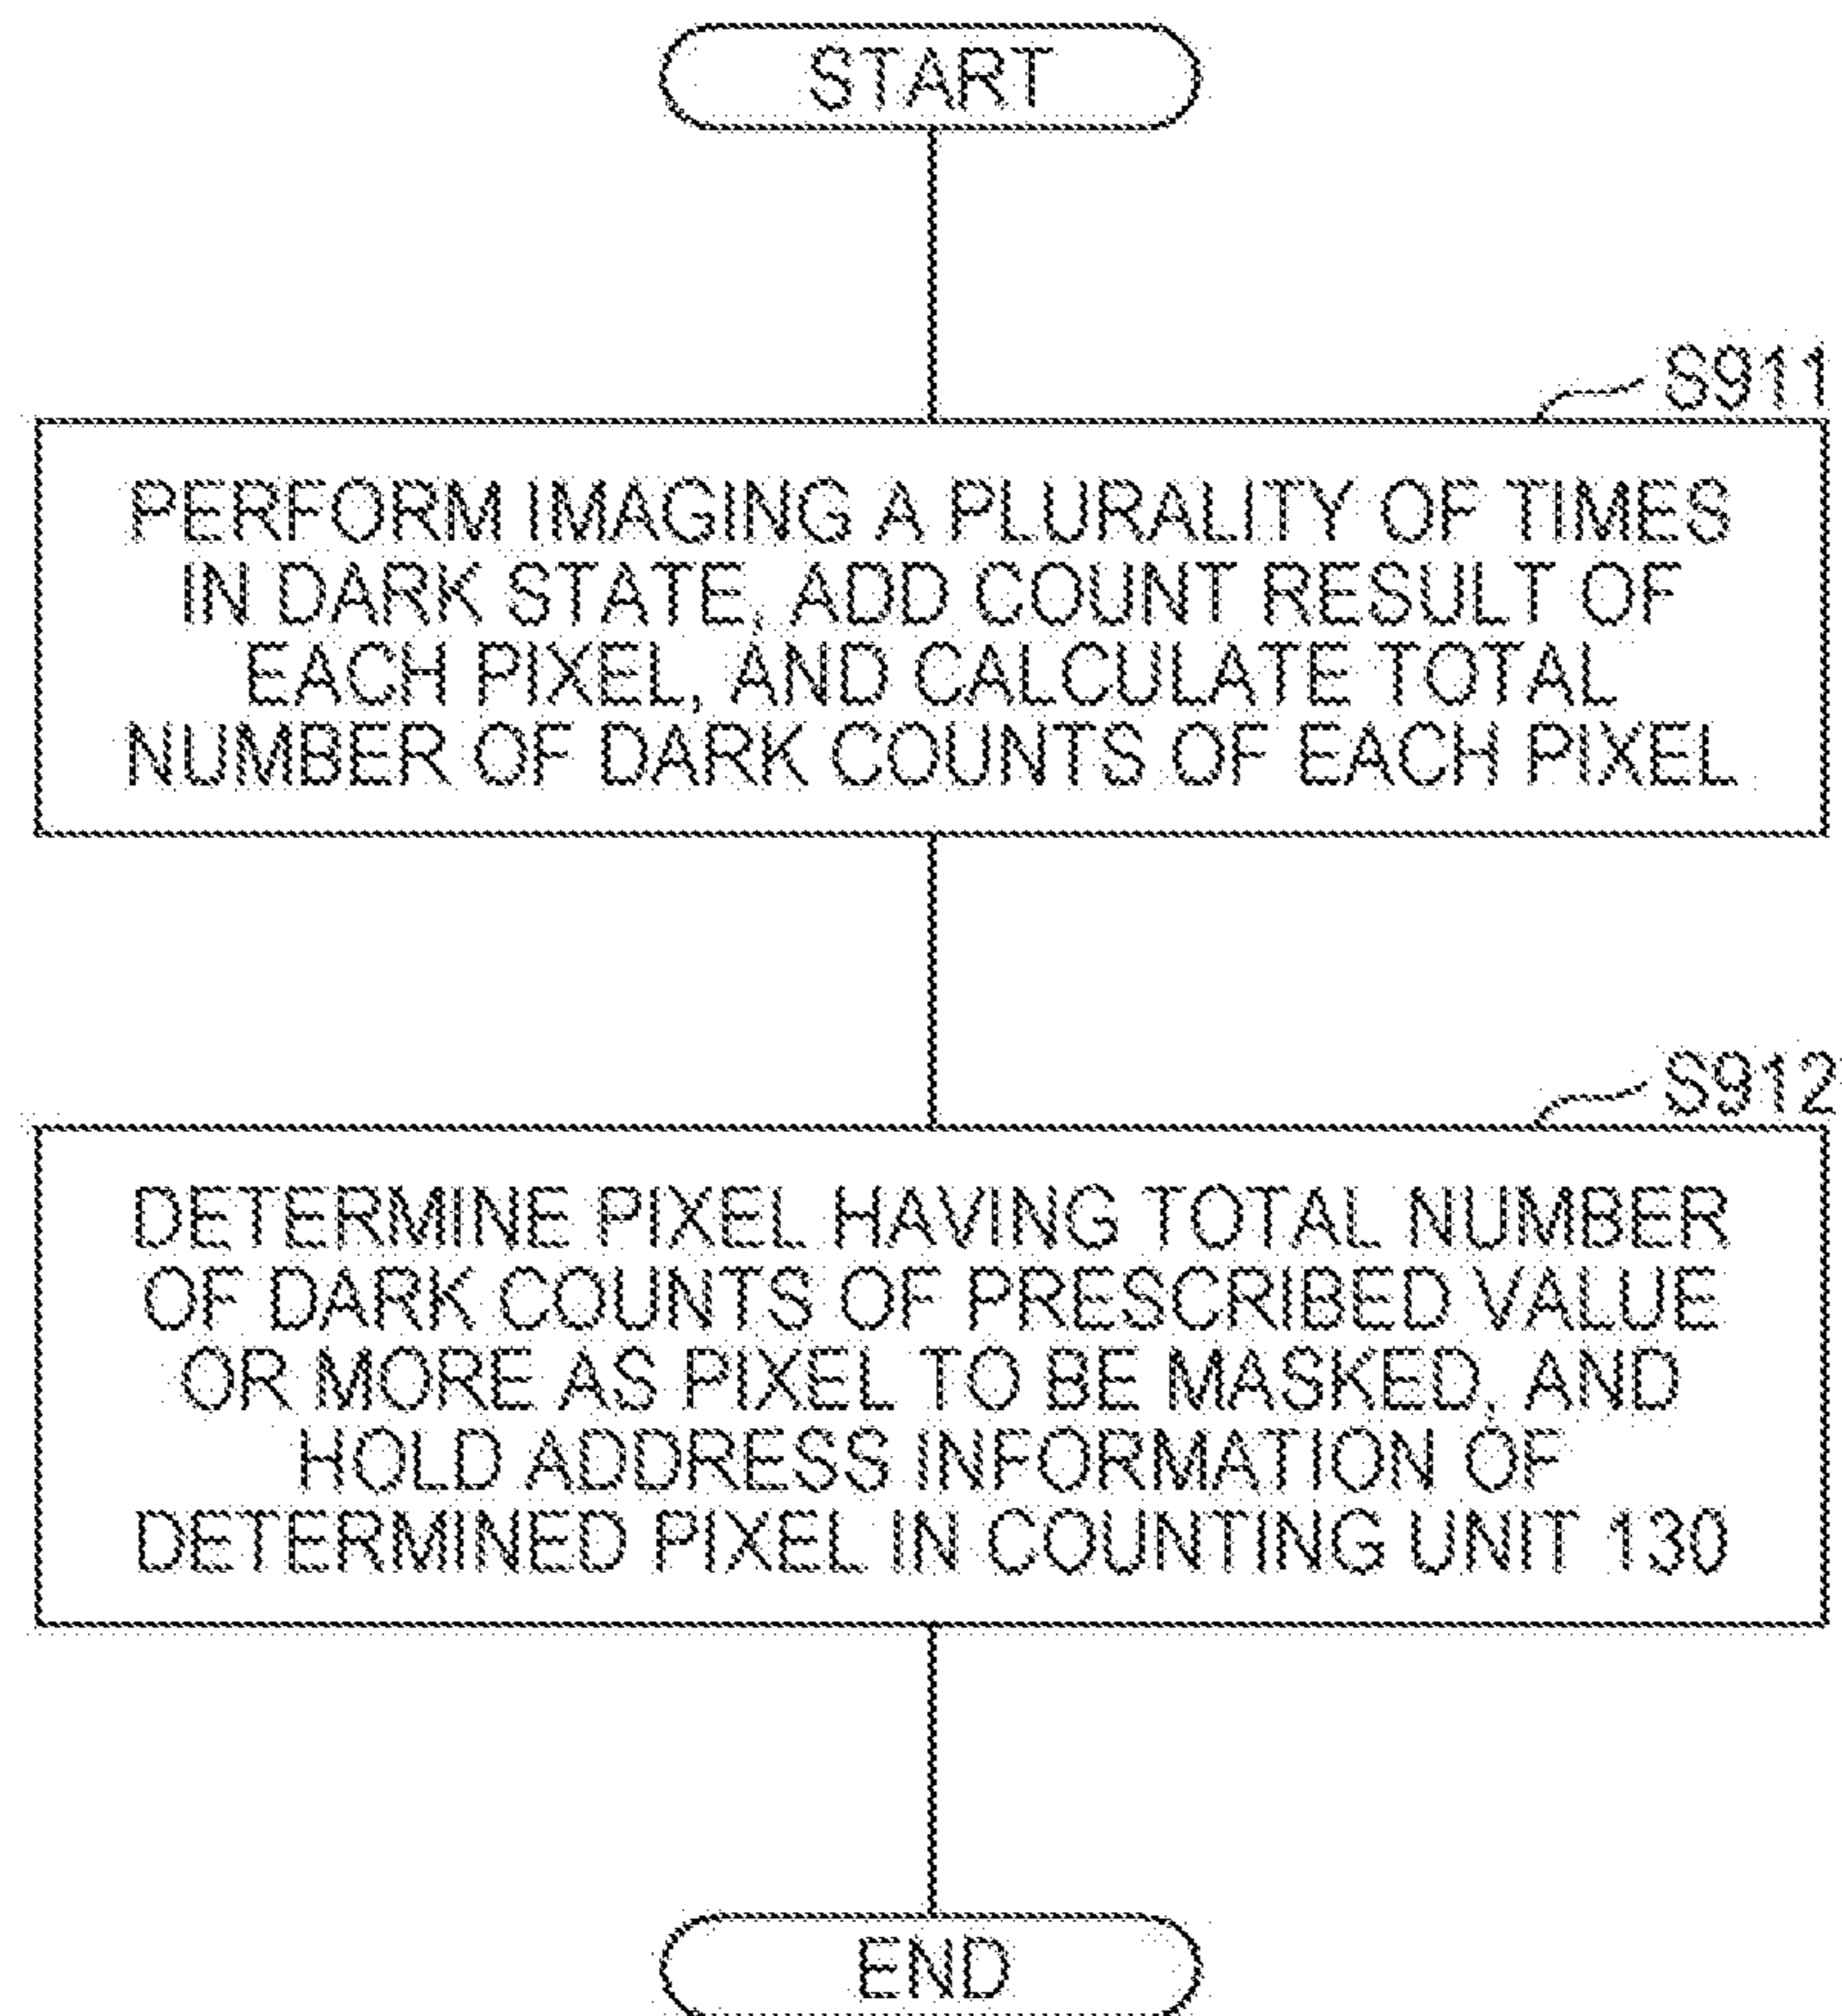 START
S911
PERFORM IMAGING A PLURALITY OF TIMES
IN DARK STATE, ADD COUNT RESULT OF
EACH PIXEL, AND CALCULATE TOTAL
NUMBER OF DARK COUNTS OF EACH PIXEL
S912
DETERMINE PIXEL HAVING TOTAL NUMBER
OF DARK COUNTS OF PRESCRIBED VALUE
OR MORE AS PIXEL TO BE MASKED, AND
HOLD ADDRESS INFORMATION OF
DETERMINED PIXEL IN COUNTING UNIT 130
END